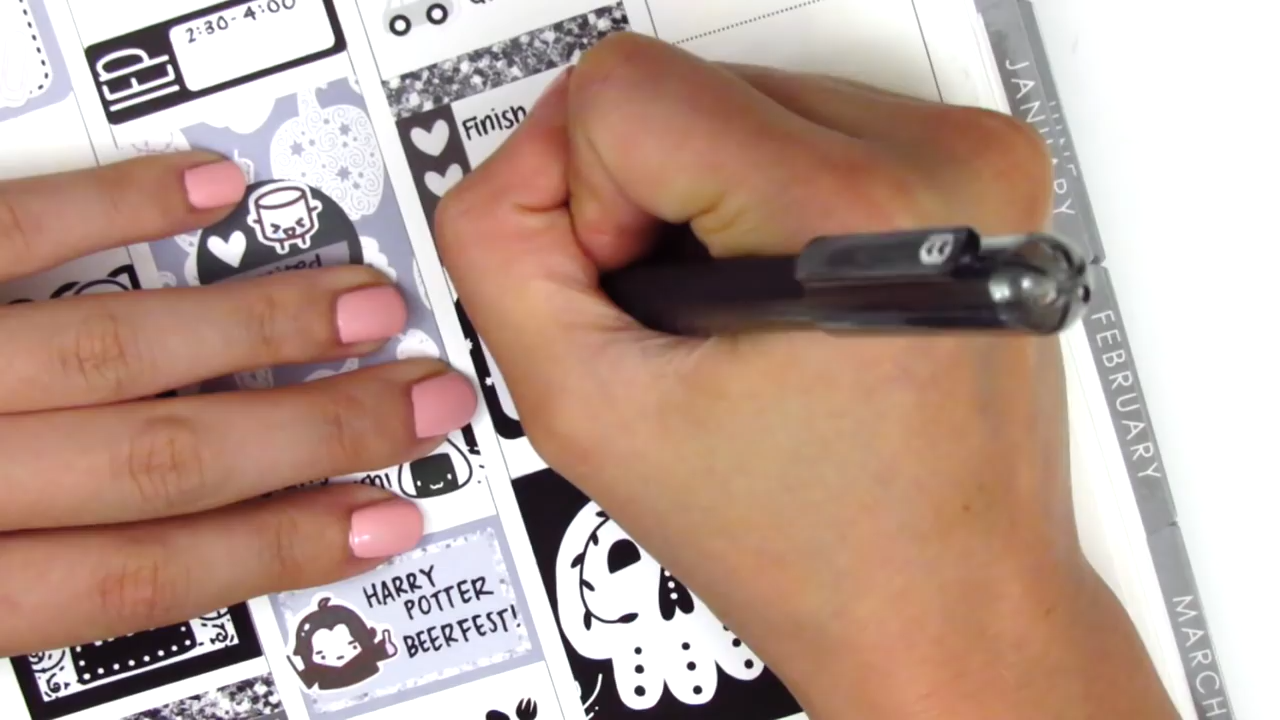 2:30-4:00
IEP
Finish
HARRY
POTTER
BEERFEST!
JANUARY
FEBRUARY
MARCH